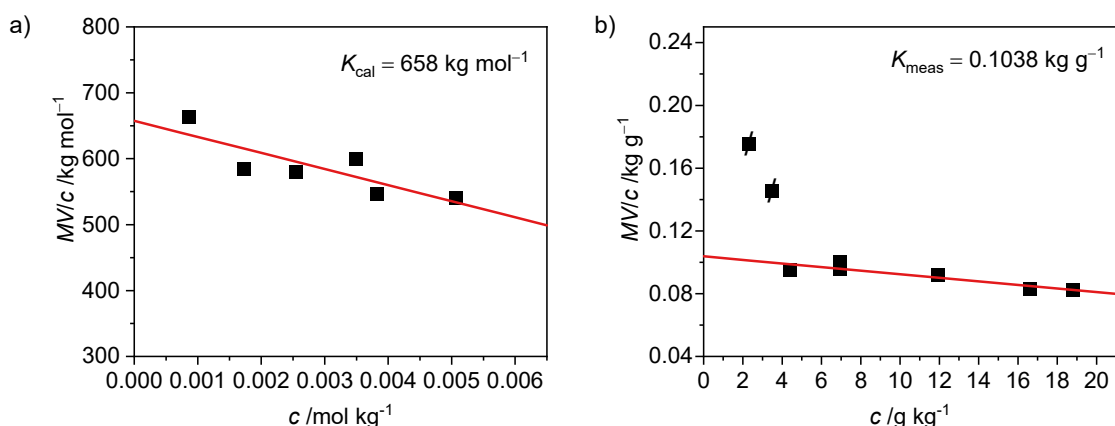 a)
K_cal = 658 kg mol⁻¹
800
700
600
500
400
300
MV/c /kg mol⁻¹
0.000 0.001 0.002 0.003 0.004 0.005 0.006
c /mol kg⁻¹
b)
K_meas = 0.1038 kg g⁻¹
0.24
0.20
0.16
0.12
0.08
0.04
MV/c /kg g⁻¹
0 2 4 6 8 10 12 14 16 18 20
c /g kg⁻¹